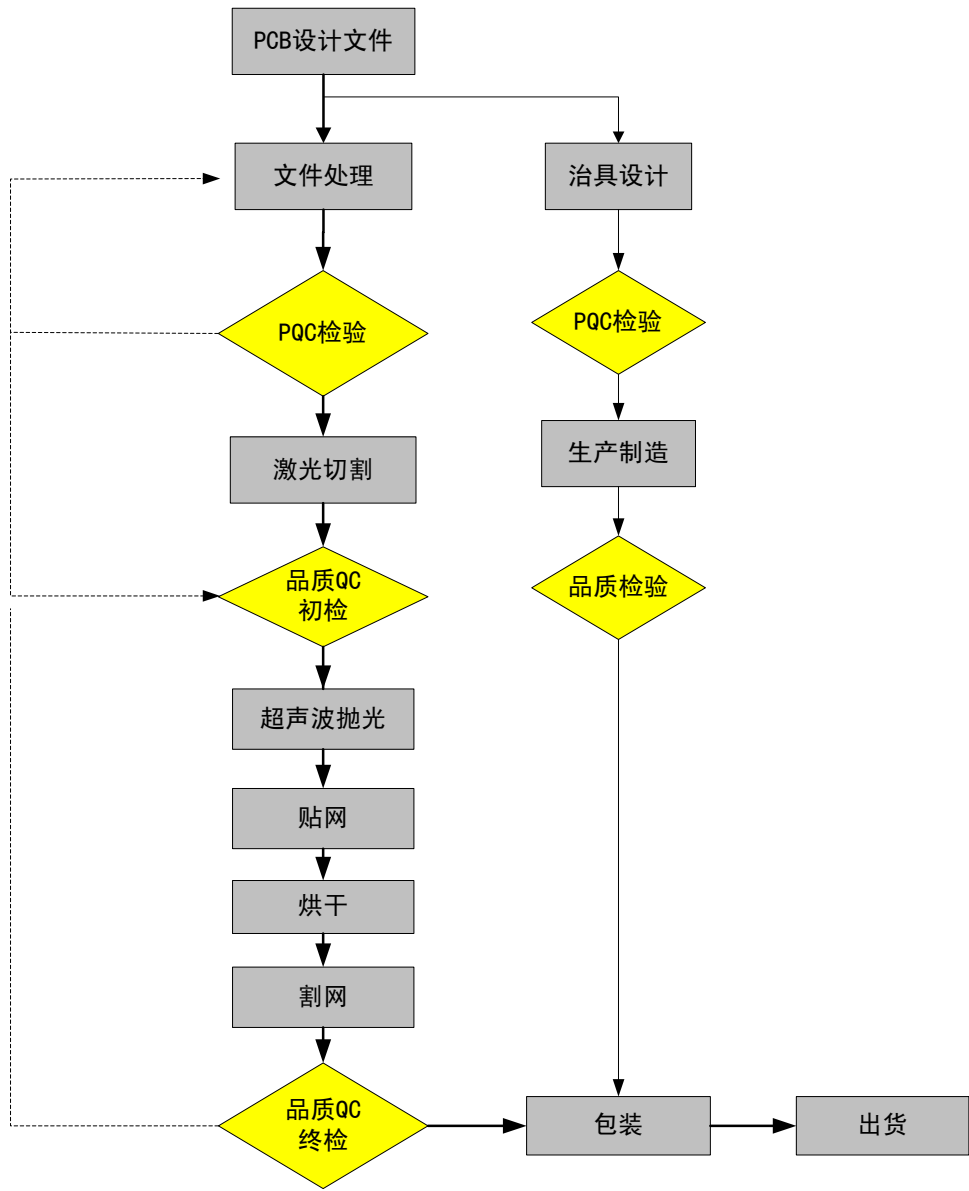 PCB设计文件
文件处理
治具设计
PQC检验
PQC检验
激光切割
生产制造
品质QC
初检
品质检验
超声波抛光
贴网
烘干
割网
品质QC
终检
包装
出货